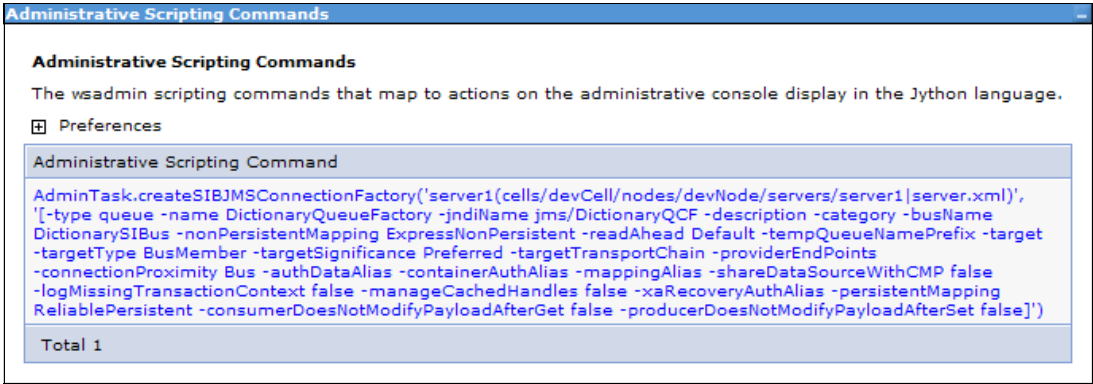 Administrative Scripting Commands
Administrative Scripting Commands
The wsadmin scripting commands that map to actions on the administrative console display in the Jython language.
Preferences
Administrative Scripting Command
AdminTask.createSIBJMSConnectionFactory('server1(cells/devCell/nodes/devNode/servers/server1|server.xml)',
'[-type queue -name DictionaryQueueFactory -jndiName jms/DictionaryQCF -description -category -busName
DictionarySIBus -nonPersistentMapping ExpressNonPersistent -readAhead Default -tempQueueNamePrefix -target
-targetType BusMember -targetSignificance Preferred -targetTransportChain -providerEndPoints
-connectionProximity Bus -authDataAlias -containerAuthAlias -mappingAlias -shareDataSourceWithCMP false
-logMissingTransactionContext false -manageCachedHandles false -xaRecoveryAuthAlias -persistentMapping
ReliablePersistent -consumerDoesNotModifyPayloadAfterGet false -producerDoesNotModifyPayloadAfterSet false]')
Total 1